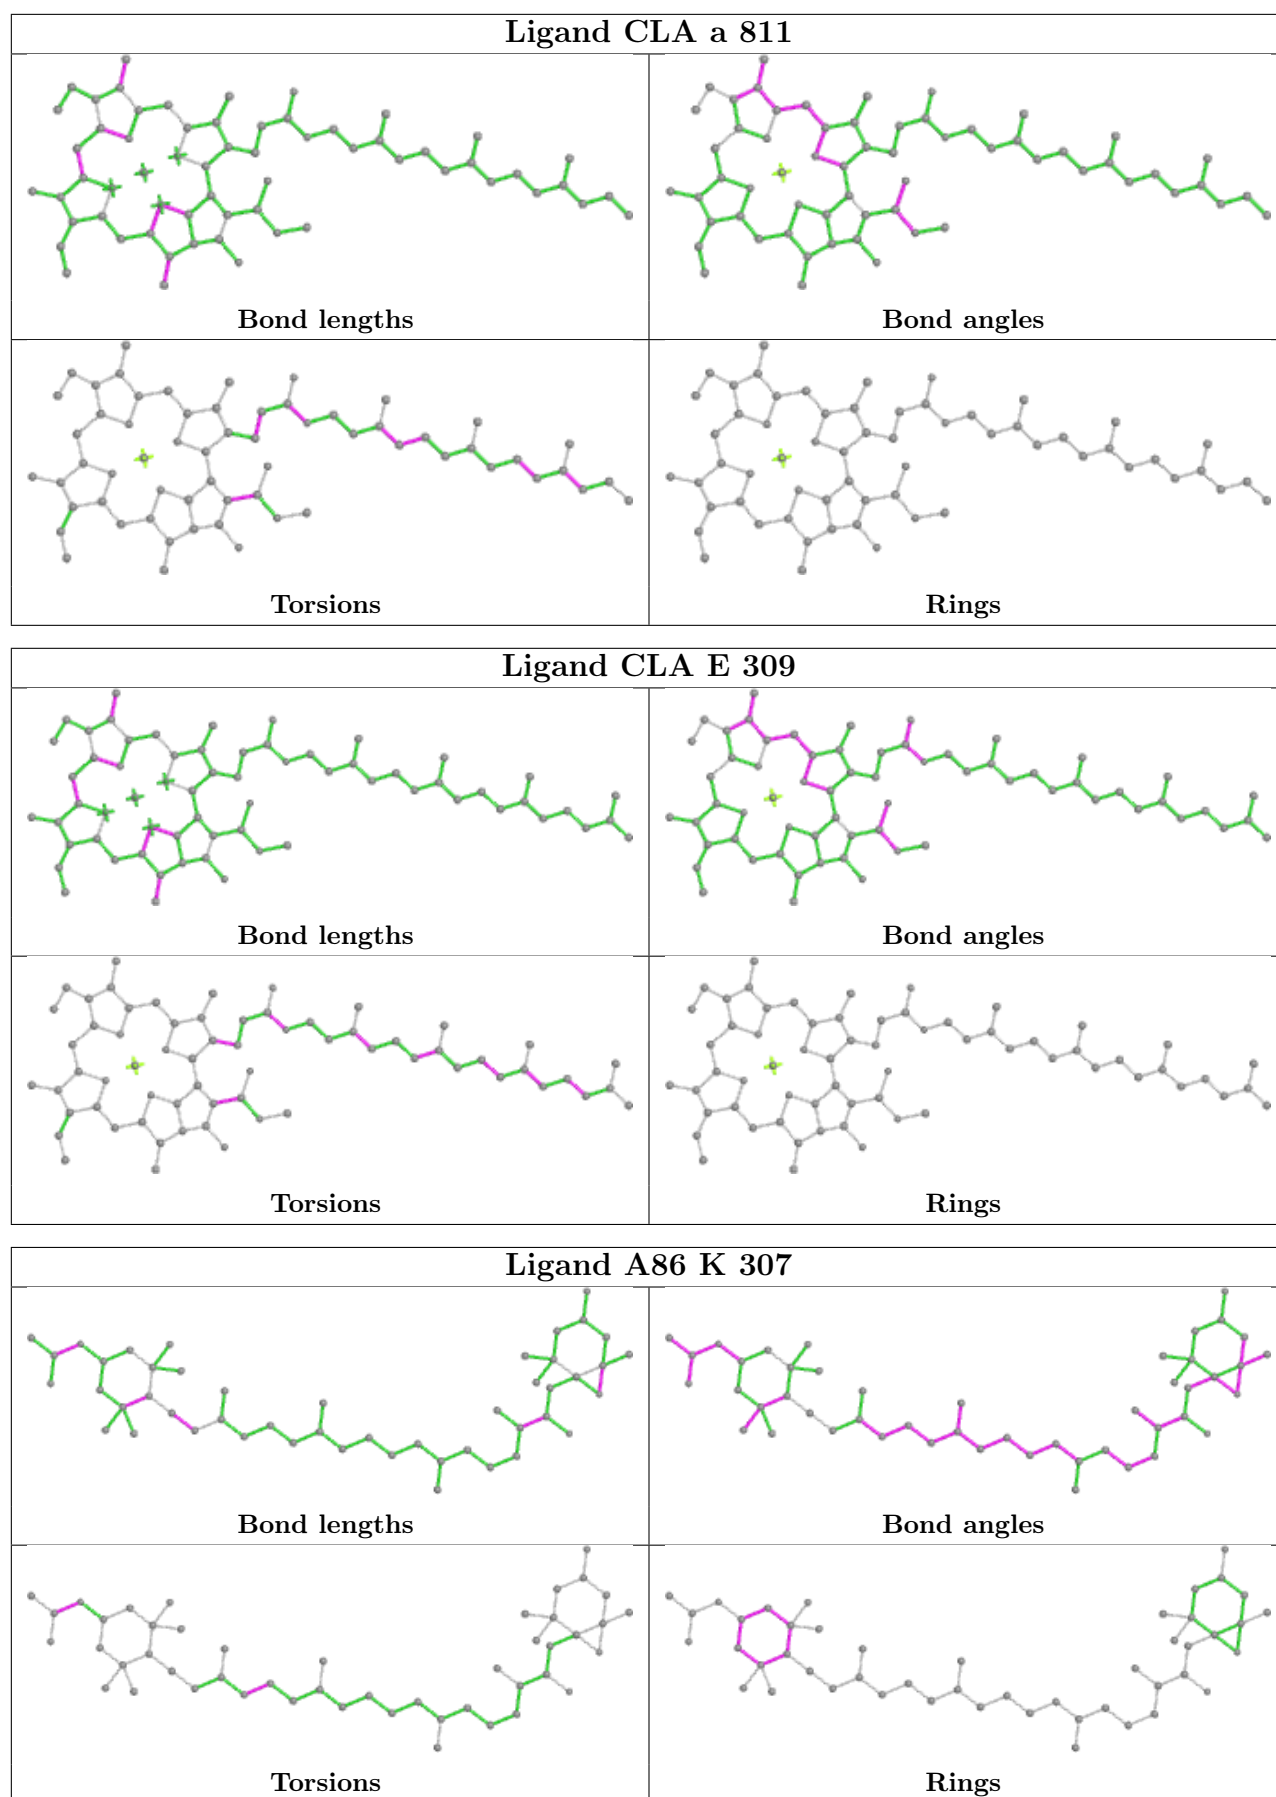 Ligand CLA a 811
Bond lengths
Bond angles
Torsions
Rings
Ligand CLA E 309
Bond lengths
Bond angles
Torsions
Rings
Ligand A86 K 307
Bond lengths
Bond angles
Torsions
Rings